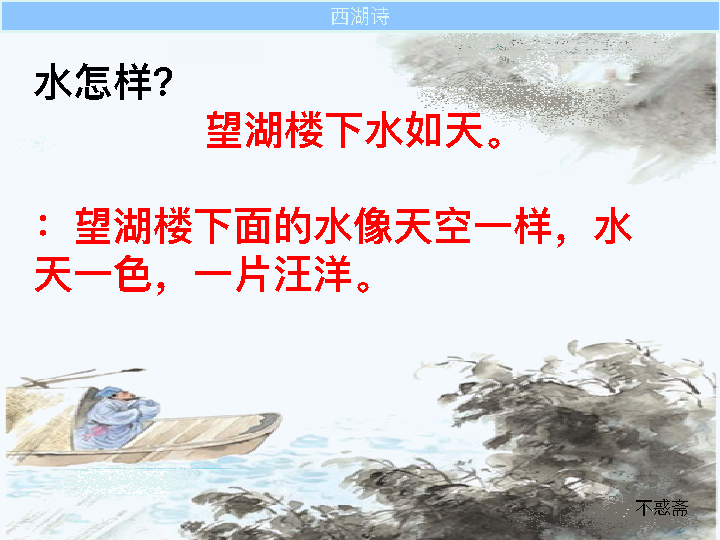 西湖诗
水怎样？
望湖楼下水如天。
：望湖楼下面的水像天空一样，水
天一色，一片汪洋。
不惑斋